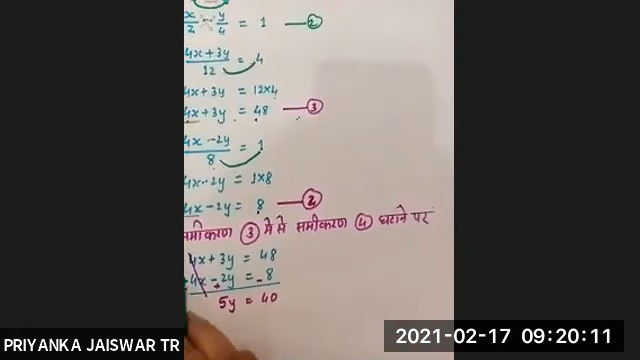 x/2 - y/4 = 1 —②
4x+3y/12 = 4
4x+3y = 12×4
4x+3y = 48 —③
4x-2y/8 = 1
4x-2y = 1×8
4x-2y = 8 —④
समीकरण ③ में से समीकरण ④ घटाने पर
4x+3y = 48
4x-2y = 8
- + -
5y = 40
PRIYANKA JAISWAR TR
2021-02-17 09:20:11